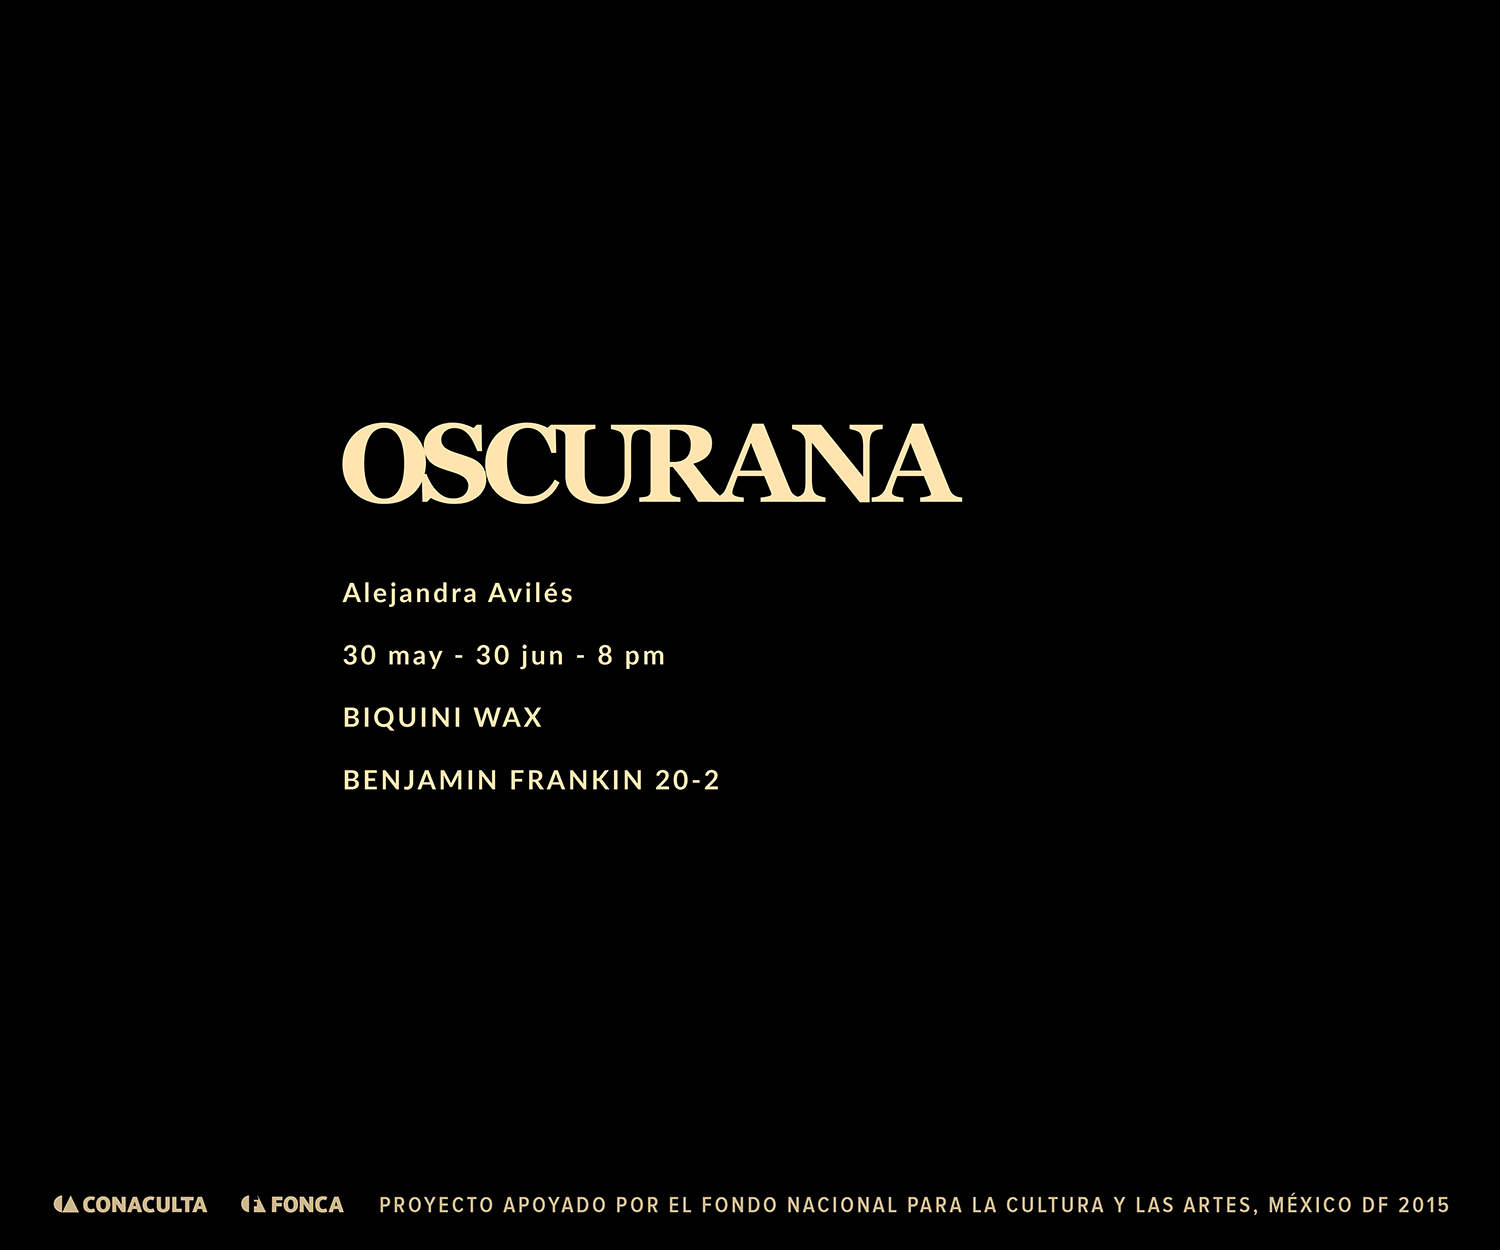 OSCURANA
Alejandra Avilés
30 may - 30 jun - 8 pm
BIQUINI WAX
BENJAMIN FRANKIN 20-2
CONACULTA FONCA PROYECTO APOYADO POR EL FONDO NACIONAL PARA LA CULTURA Y LAS ARTES, MÉXICO DF 2015